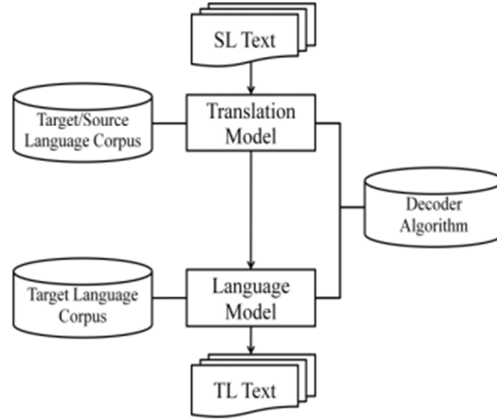 SL Text
Target/Source
Language Corpus
Translation
Model
Decoder
Algorithm
Target Language
Corpus
Language
Model
TL Text